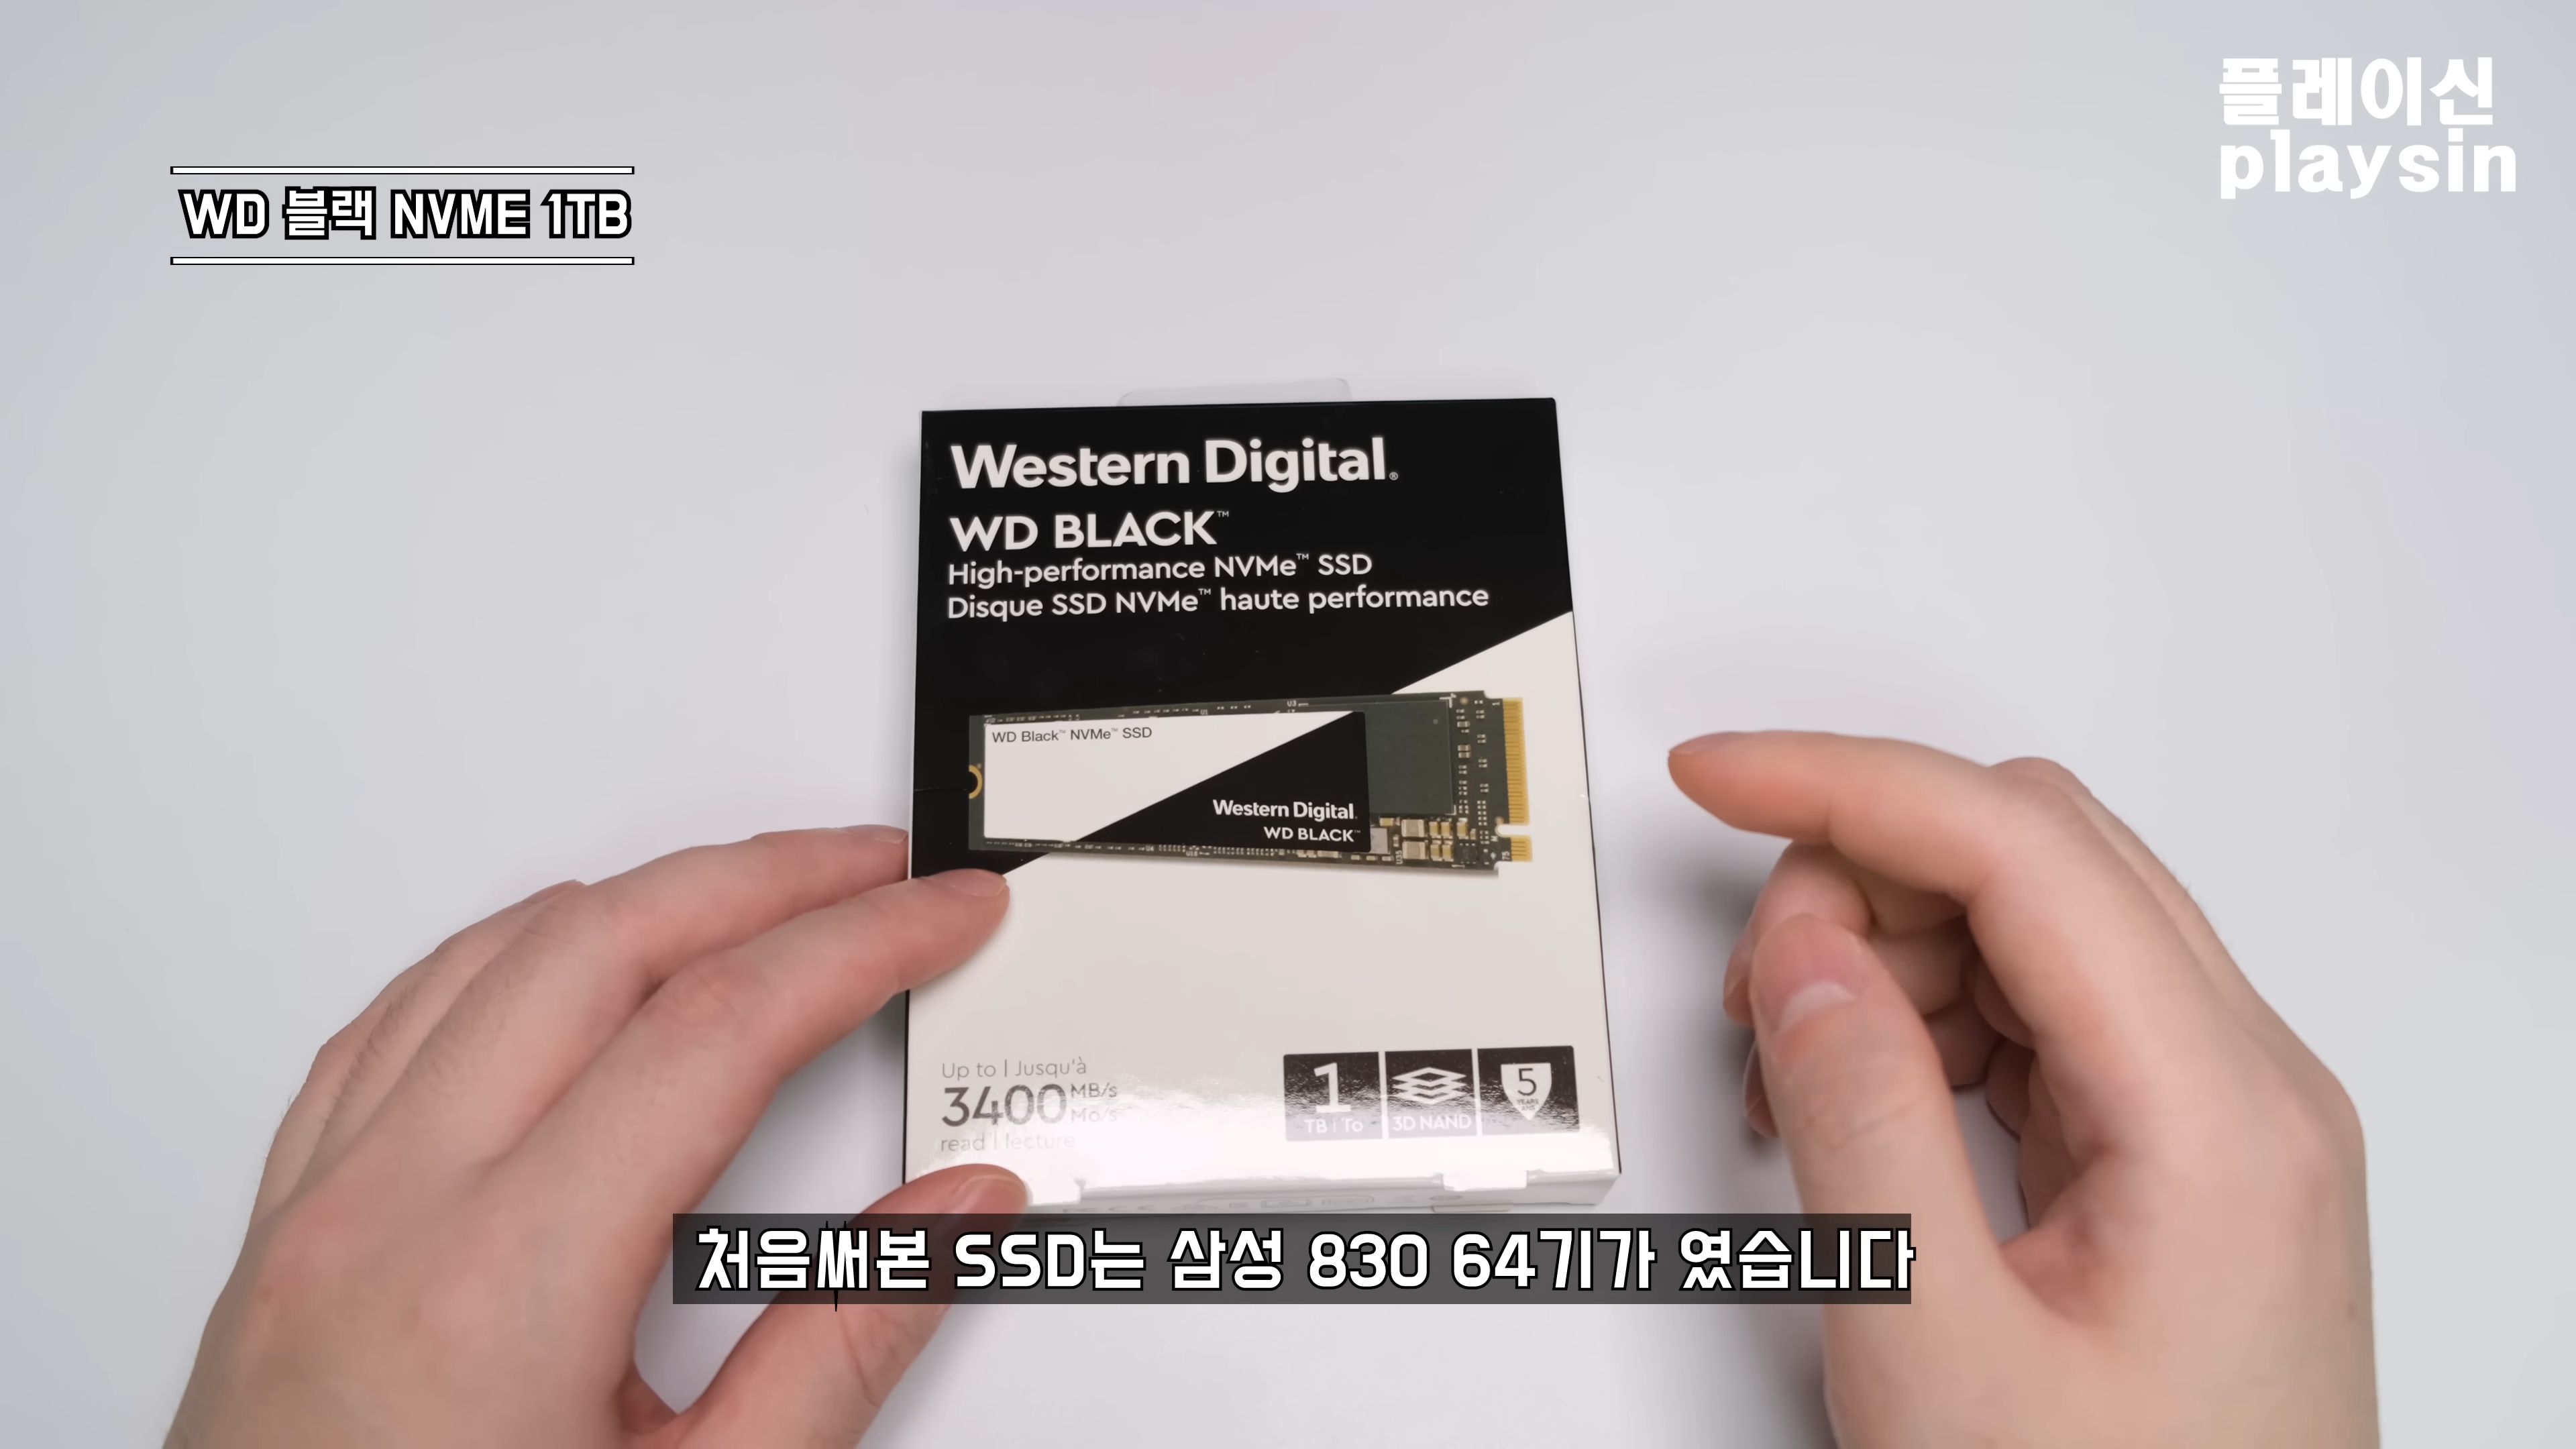 플레이신
playsin
WD 블랙 NVME 1TB
Western Digital®
WD BLACK™
High-performance NVMe™ SSD
Disque SSD NVMe™ haute performance
WD Black™ NVMe™ SSD
Western Digital
WD BLACK™
Up to | Jusqu'à
3400 MB/s
Mo/s
read | lecture
1
TB | To
3D NAND
5
YEARS
ANS
처음써본 SSD는 삼성 830 64기가 였습니다